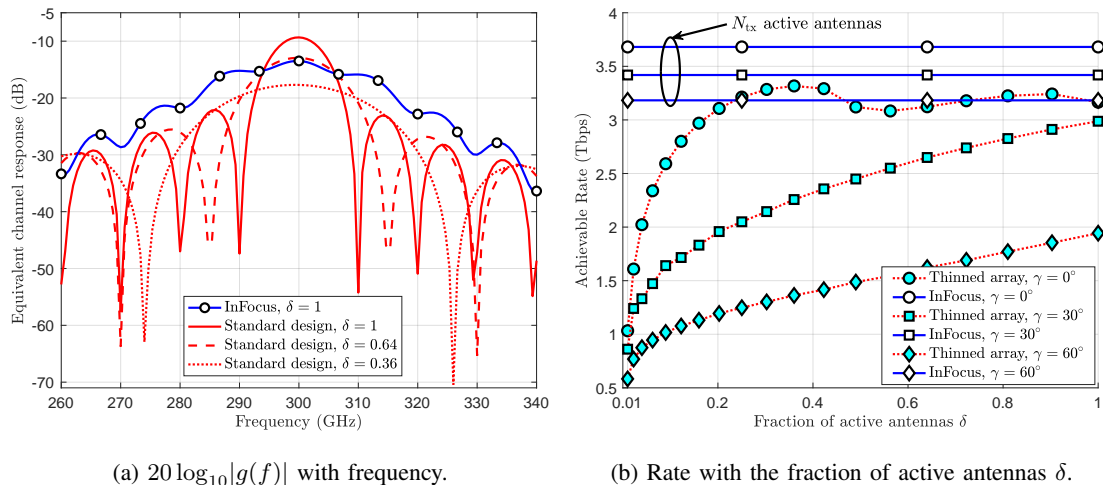 Equivalent channel response (dB)
-5
-10
-20
-30
-40
-50
-60
-70
InFocus, δ = 1
Standard design, δ = 1
Standard design, δ = 0.64
Standard design, δ = 0.36
260 270 280 290 300 310 320 330 340
Frequency (GHz)
(a) 20 log₁₀|g(f)| with frequency.
Achievable Rate (Tbps)
4
3.5
3
2.5
2
1.5
1
0.5
N_tx active antennas
Thinned array, γ = 0°
InFocus, γ = 0°
Thinned array, γ = 30°
InFocus, γ = 30°
Thinned array, γ = 60°
InFocus, γ = 60°
0.01 0.2 0.4 0.6 0.8 1
Fraction of active antennas δ
(b) Rate with the fraction of active antennas δ.